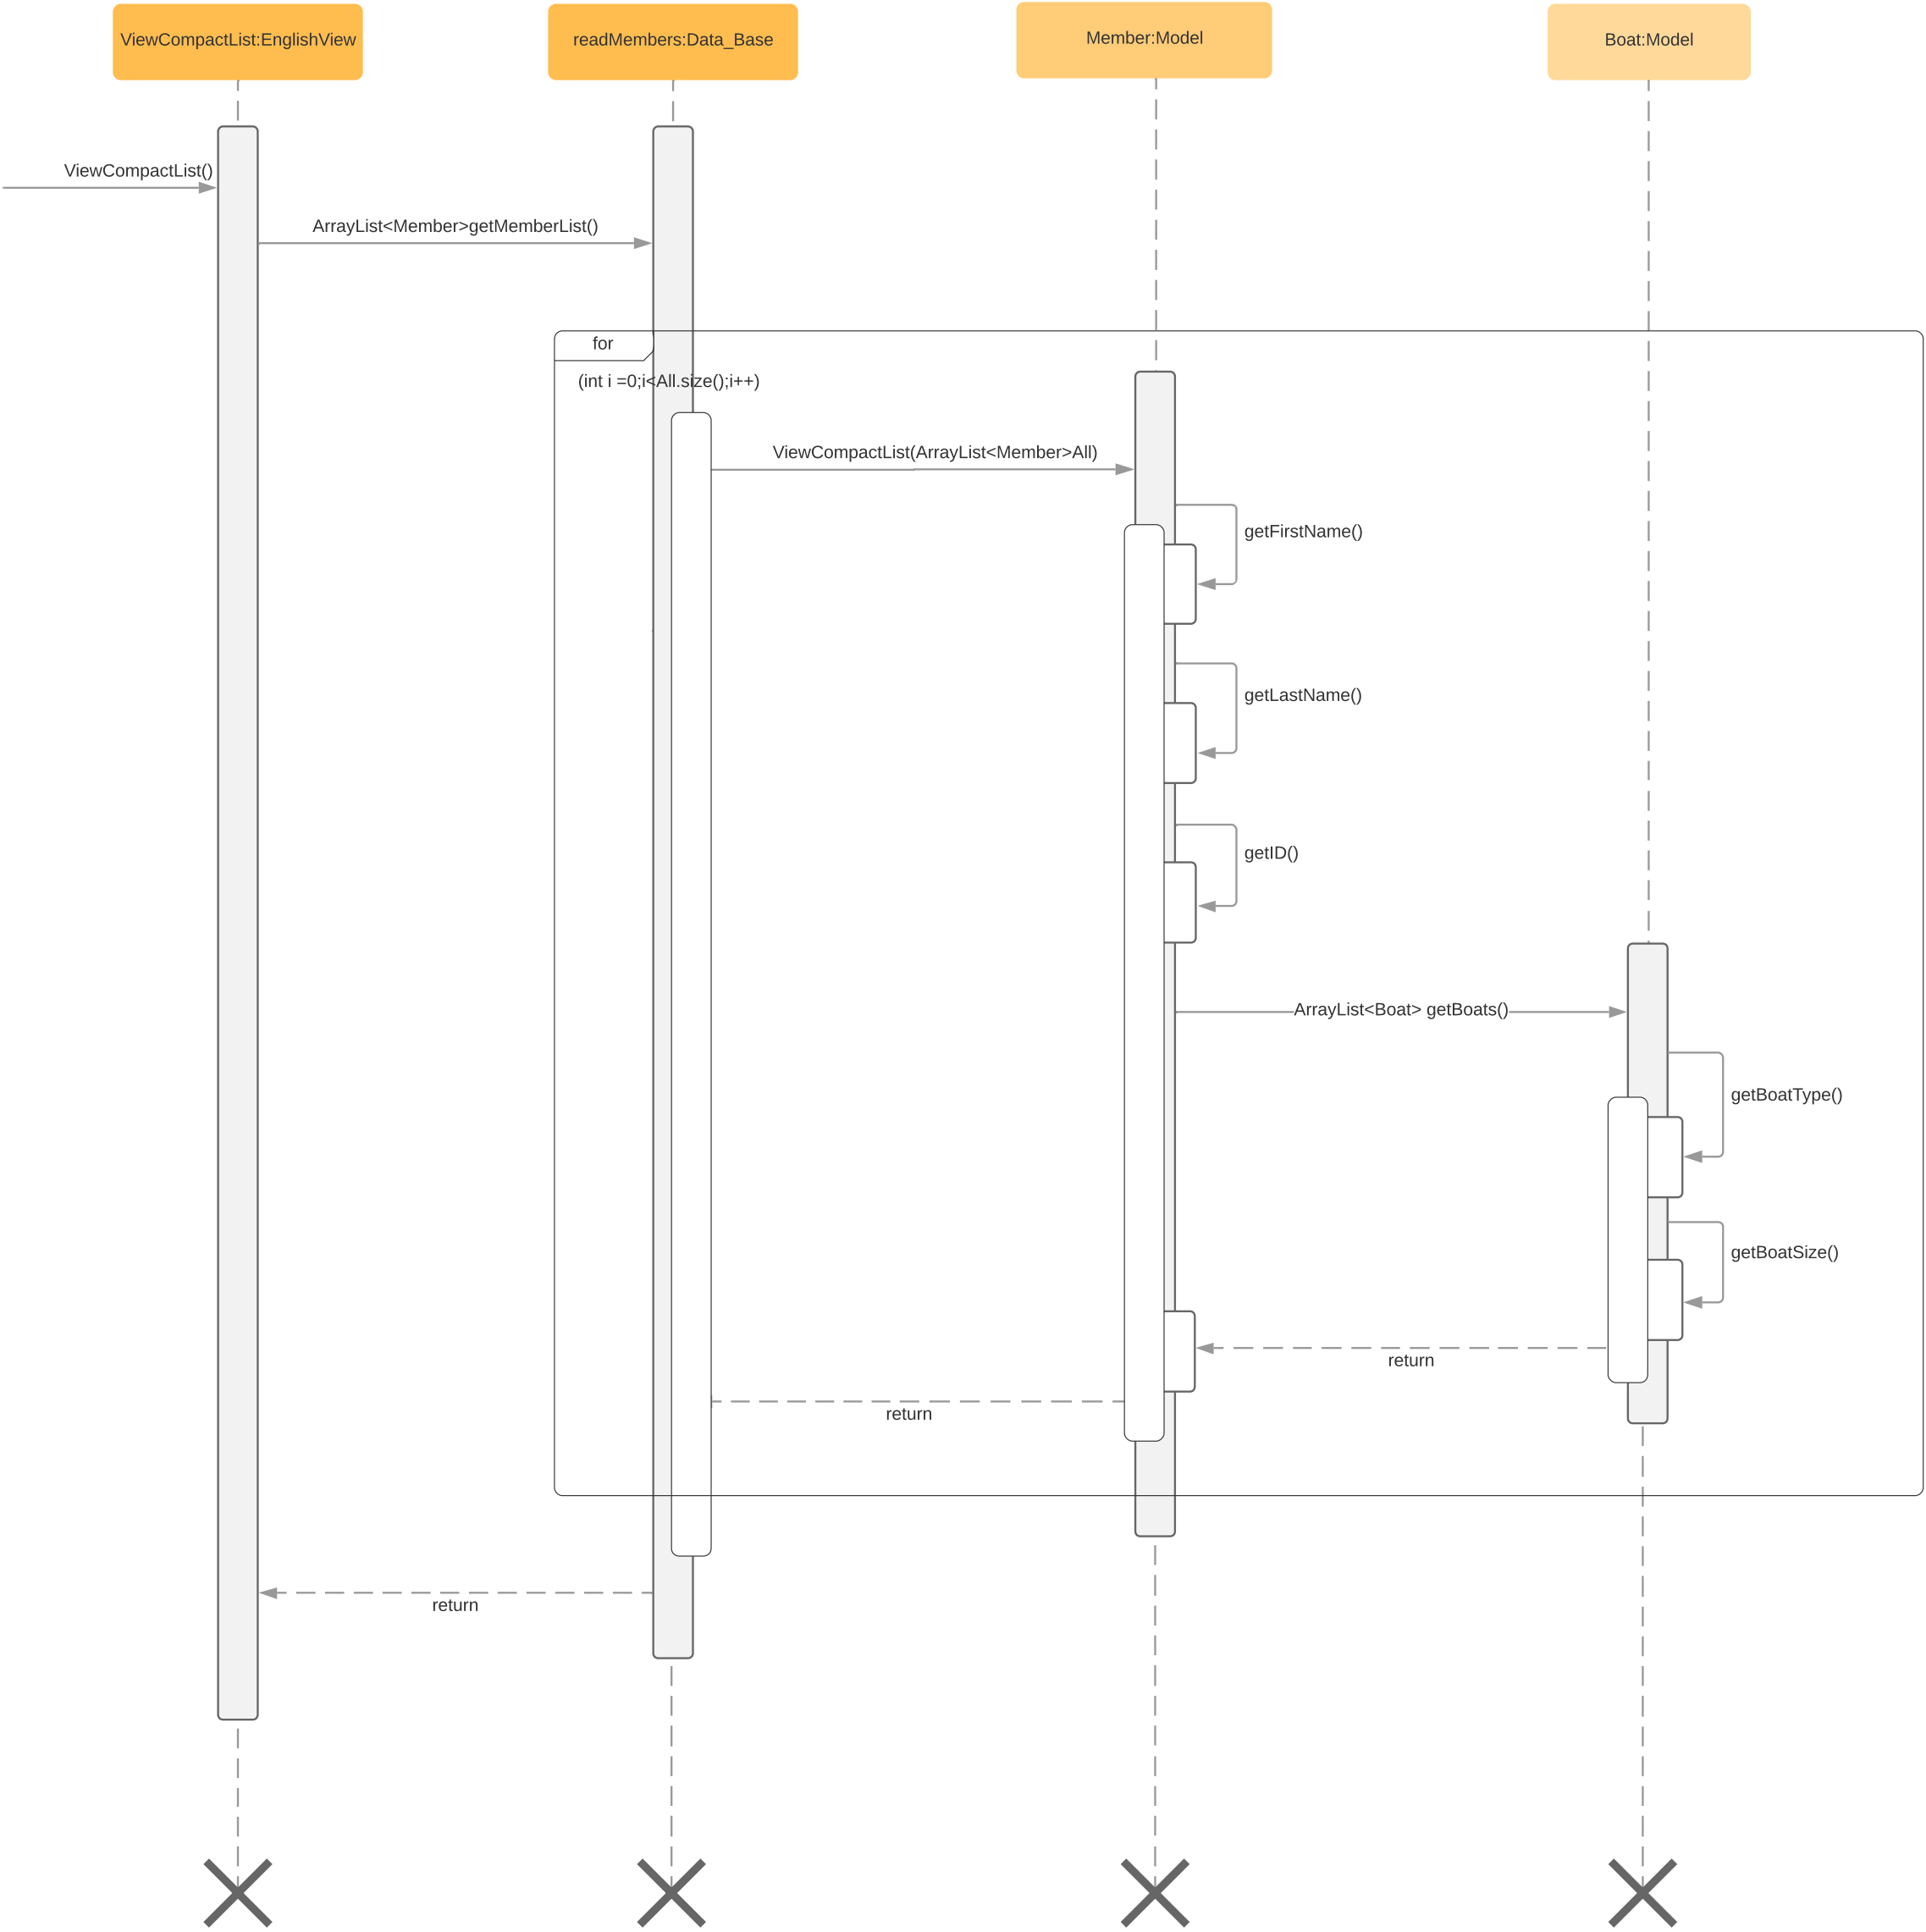 ViewCompactList:EnglishView
readMembers:Data_Base
Member:Model
Boat:Model
ViewCompactList()
ArrayList<Member>getMemberList()
for
(int i =0;i<All.size();i++)
ViewCompactList(ArrayList<Member>All)
getFirstName()
getLastName()
getID()
ArrayList<Boat> getBoats()
getBoatType()
getBoatSize()
return
return
return